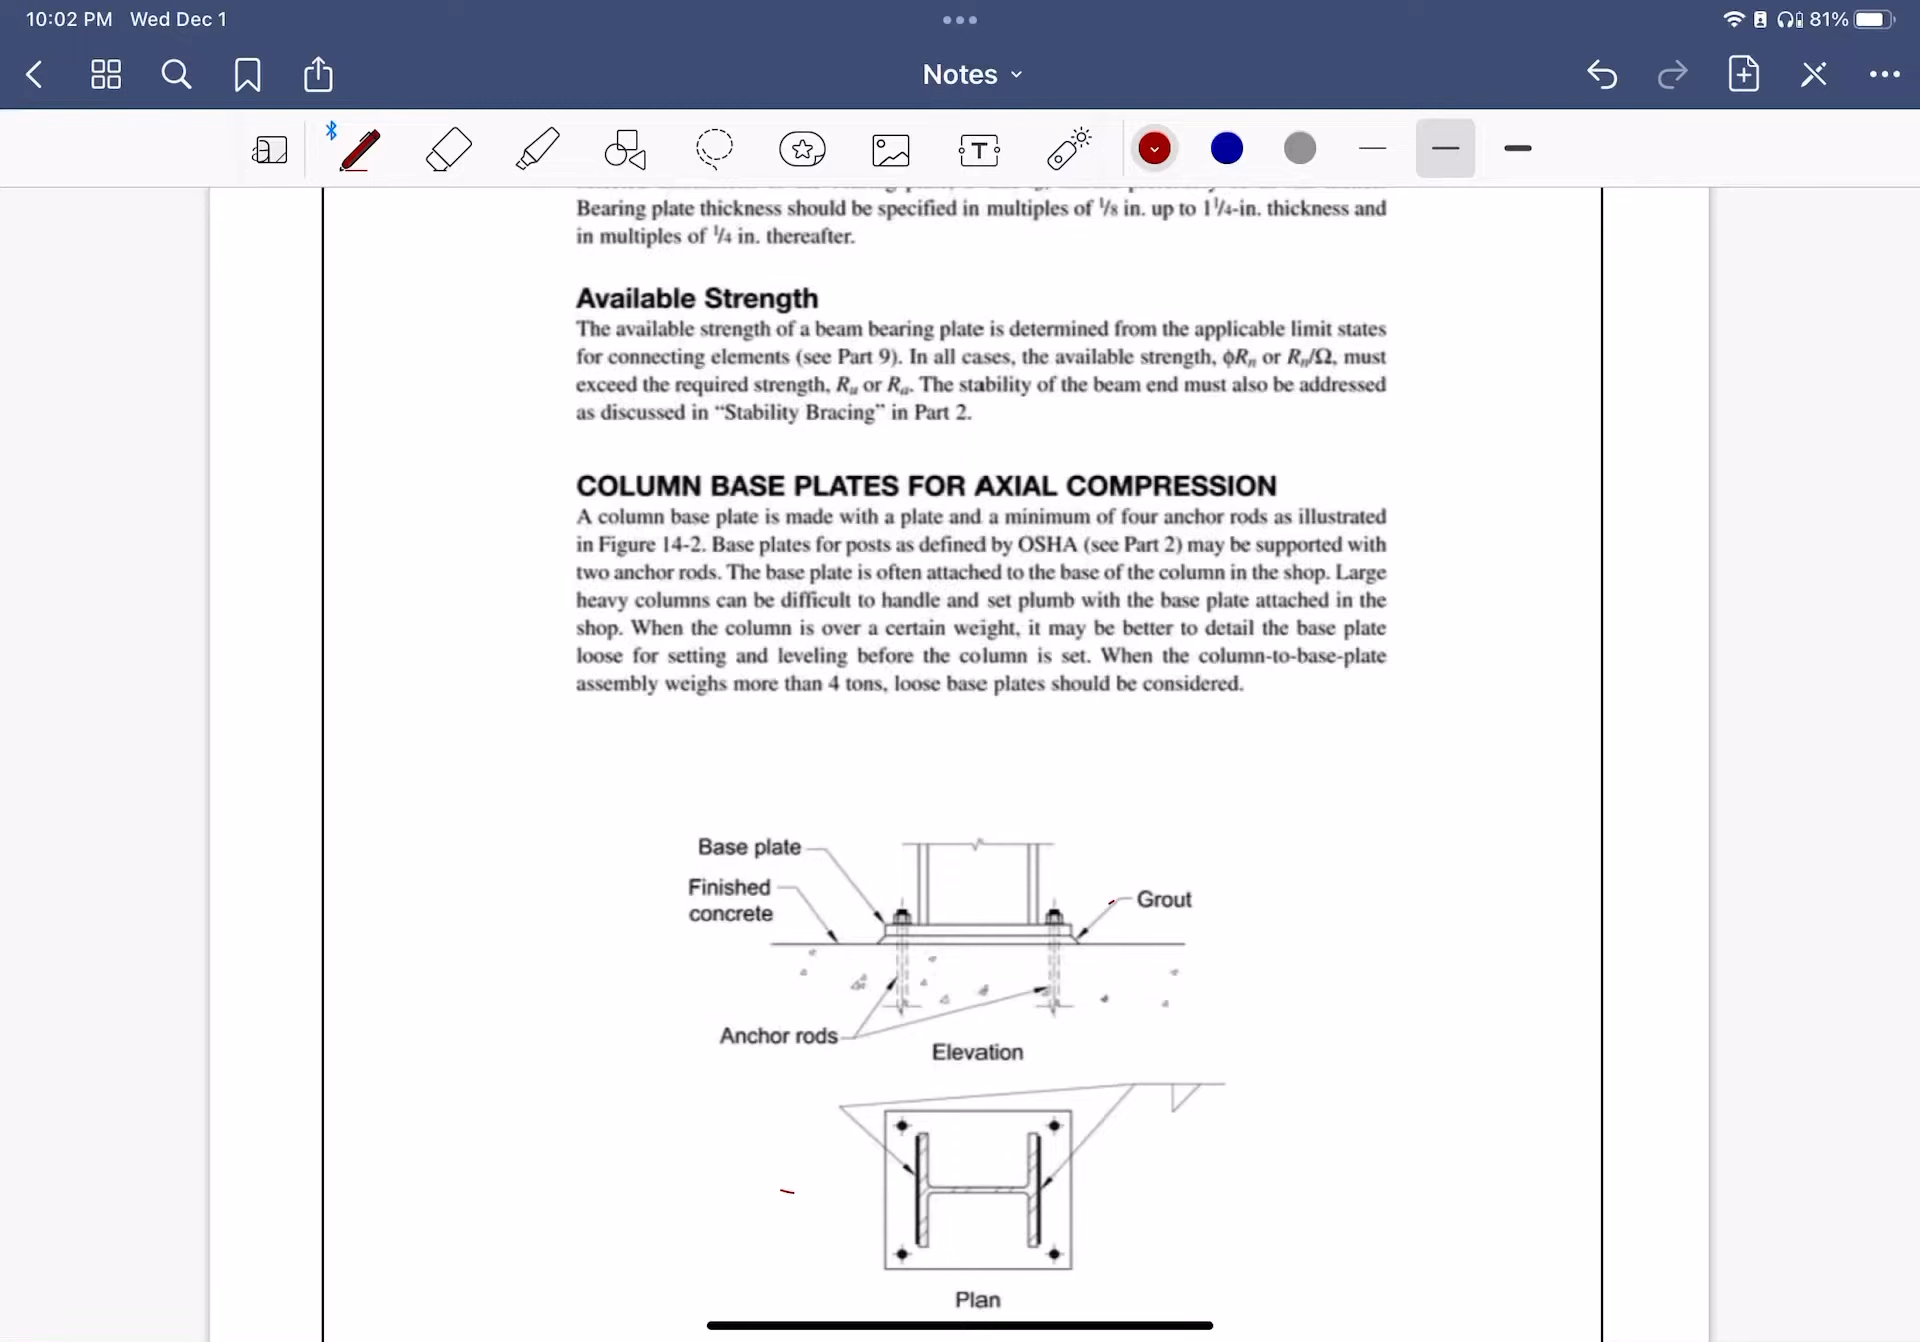 10:02 PM Wed Dec 1
81%
Notes
Bearing plate thickness should be specified in multiples of 1/8 in. up to 1 1/4-in. thickness and
in multiples of 1/4 in. thereafter.
Available Strength
The available strength of a beam bearing plate is determined from the applicable limit states
for connecting elements (see Part 9). In all cases, the available strength, ϕRn or Rn/Ω, must
exceed the required strength, Ru or Ra. The stability of the beam end must also be addressed
as discussed in “Stability Bracing” in Part 2.
COLUMN BASE PLATES FOR AXIAL COMPRESSION
A column base plate is made with a plate and a minimum of four anchor rods as illustrated
in Figure 14-2. Base plates for posts as defined by OSHA (see Part 2) may be supported with
two anchor rods. The base plate is often attached to the base of the column in the shop. Large
heavy columns can be difficult to handle and set plumb with the base plate attached in the
shop. When the column is over a certain weight, it may be better to detail the base plate
loose for setting and leveling before the column is set. When the column-to-base-plate
assembly weighs more than 4 tons, loose base plates should be considered.
Base plate
Finished
concrete
Grout
Anchor rods
Elevation
Plan